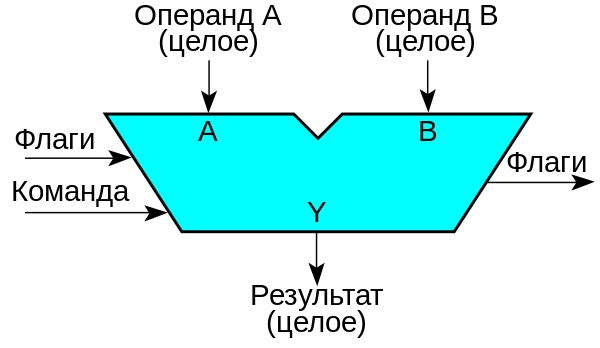 Операнд A
(целое)
Операнд B
(целое)
A
B
Флаги
Флаги
Команда
Y
Результат
(целое)